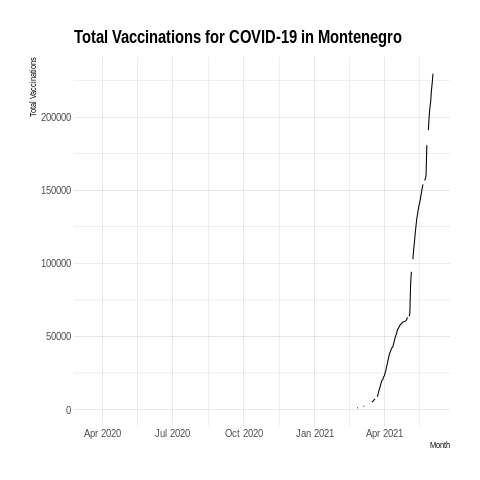 Total Vaccinations for COVID-19 in Montenegro
Total Vaccinations
200000
150000
100000
50000
0
Apr 2020 Jul 2020 Oct 2020 Jan 2021 Apr 2021
Month